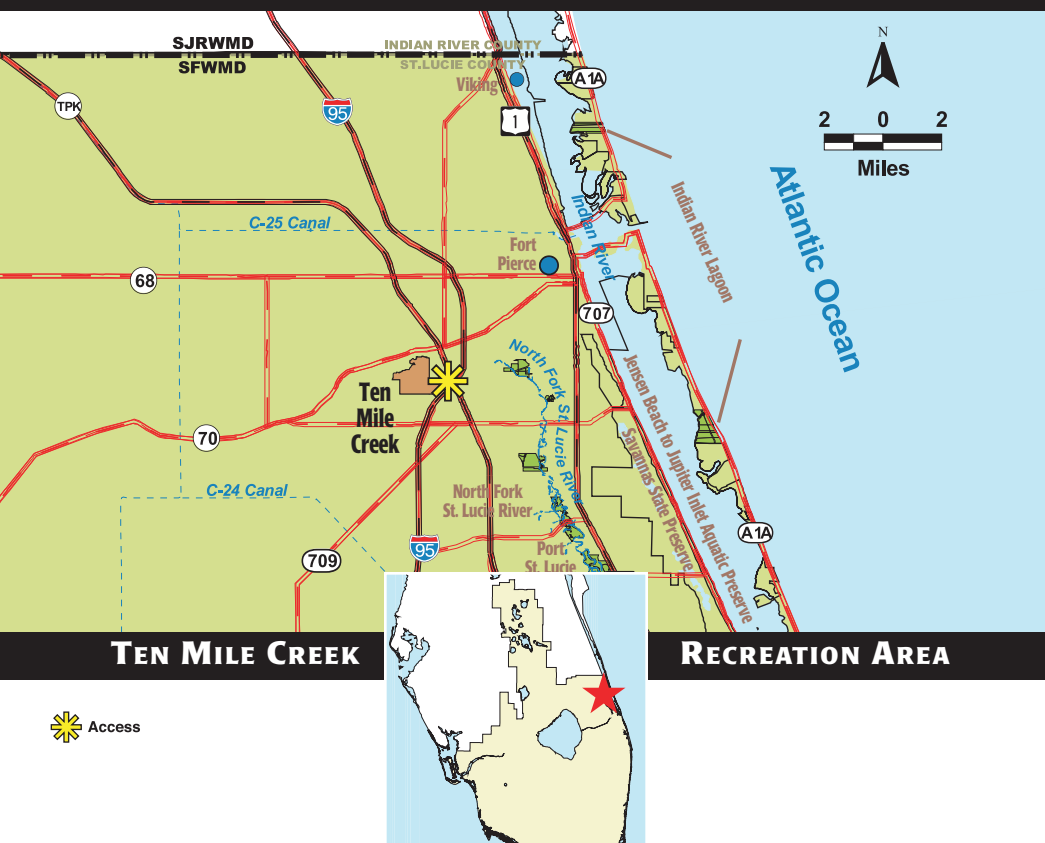 SJRWMD
INDIAN RIVER COUNTY
SFWMD
ST.LUCIE COUNTY
Viking
A1A
N
TPK
95
1
2 0 2
Miles
Atlantic Ocean
Indian River Lagoon
Indian River
C-25 Canal
Fort
Pierce
68
707
North Fork St. Lucie River
Ten
Mile
Creek
Jensen Beach to Jupiter Inlet Aquatic Preserve
Savannas State Preserve
70
C-24 Canal
North Fork
St. Lucie River
A1A
709
95
Port
St. Lucie
TEN MILE CREEK
RECREATION AREA
Access